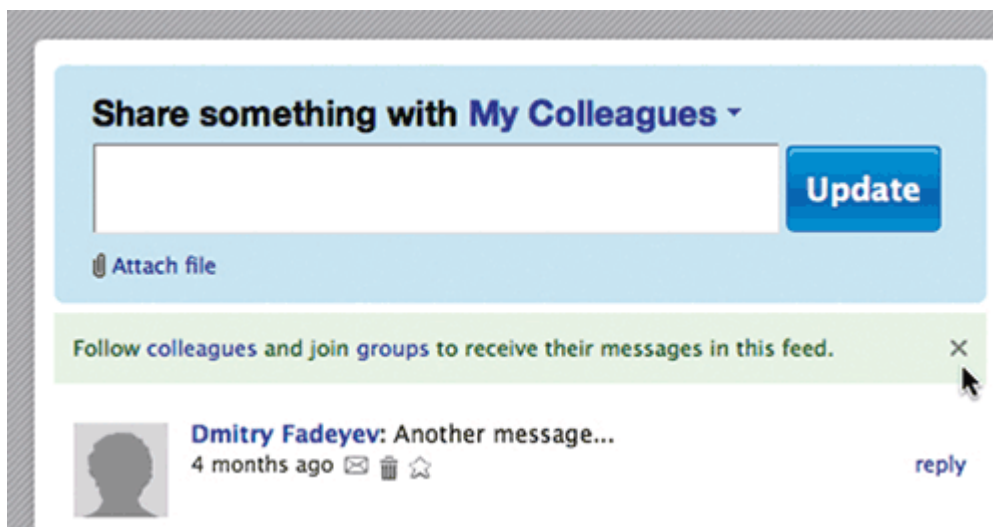 Share something with My Colleagues
Update
Attach file
Follow colleagues and join groups to receive their messages in this feed.
Dmitry Fadeyev: Another message...
4 months ago
reply